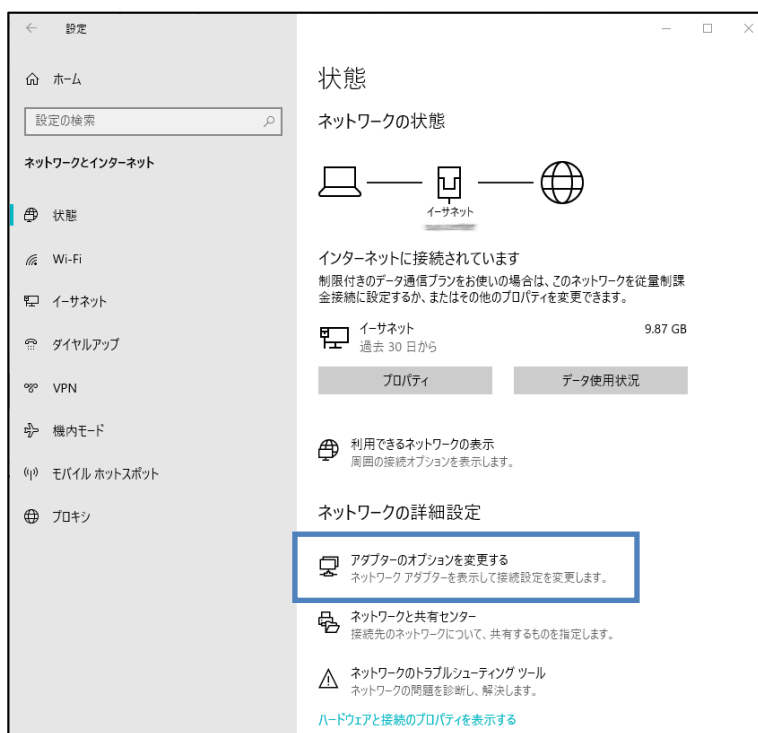 設定
ホーム
設定の検索
ネットワークとインターネット
状態
Wi-Fi
イーサネット
ダイヤルアップ
VPN
機内モード
モバイル ホットスポット
プロキシ
状態
ネットワークの状態
イーサネット
インターネットに接続されています
制限付きのデータ通信プランをお使いの場合は、このネットワークを従量制課
金接続に設定するか、またはその他のプロパティを変更できます。
イーサネット 9.87 GB
過去 30 日から
プロパティ データ使用状況
利用できるネットワークの表示
周囲の接続オプションを表示します。
ネットワークの詳細設定
アダプターのオプションを変更する
ネットワーク アダプターを表示して接続設定を変更します。
ネットワークと共有センター
接続先のネットワークについて、共有するものを指定します。
ネットワークのトラブルシューティング ツール
ネットワークの問題を診断し、解決します。
ハードウェアと接続のプロパティを表示する